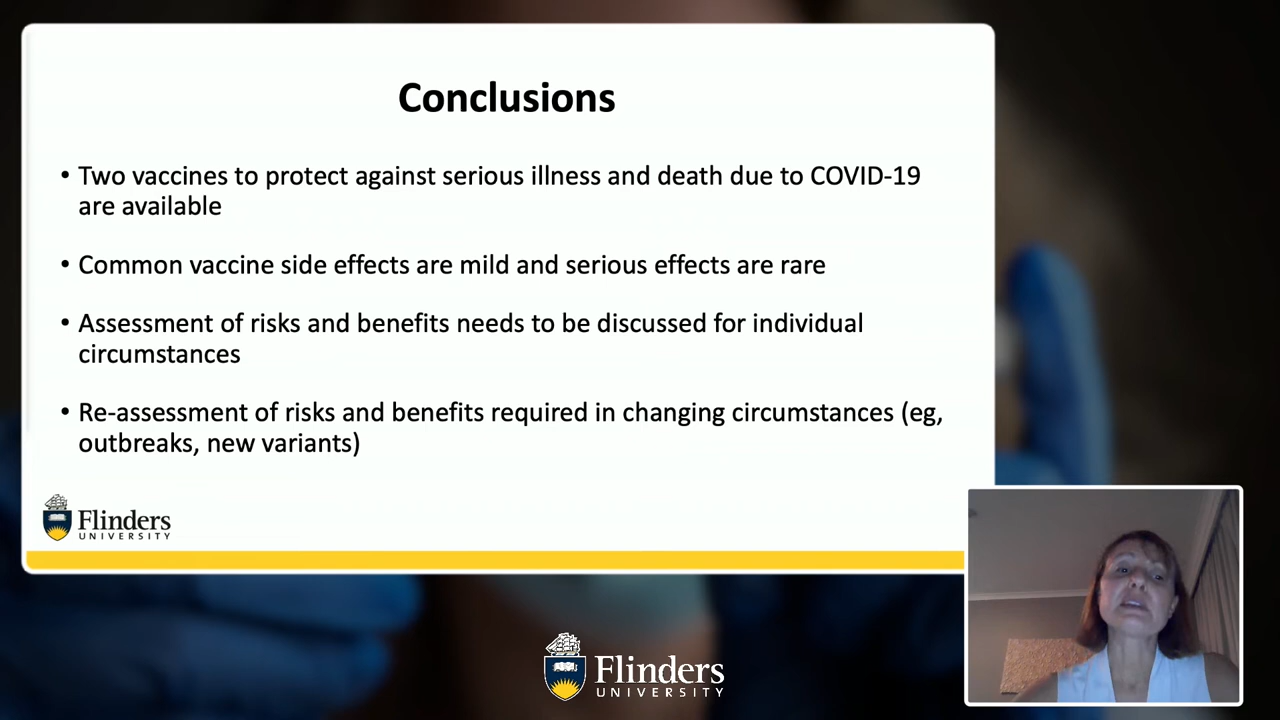 Conclusions
• Two vaccines to protect against serious illness and death due to COVID-19
are available
• Common vaccine side effects are mild and serious effects are rare
• Assessment of risks and benefits needs to be discussed for individual
circumstances
• Re-assessment of risks and benefits required in changing circumstances (eg,
outbreaks, new variants)
Flinders
UNIVERSITY
Flinders
UNIVERSITY